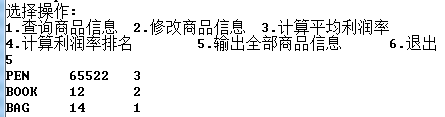 选择操作:
1.查询商品信息 2.修改商品信息 3.计算平均利润率
4.计算利润率排名 5.输出全部商品信息 6.退出
5
PEN 65522 3
BOOK 12 2
BAG 14 1